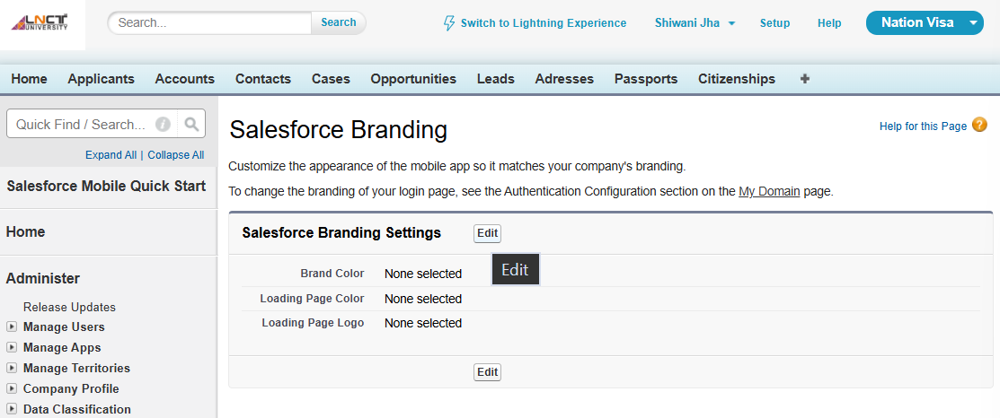 LNCT
UNIVERSITY
Search...
Search
Switch to Lightning Experience
Shiwani Jha
Setup
Help
Nation Visa
Home Applicants Accounts Contacts Cases Opportunities Leads Adresses Passports Citizenships +
Quick Find / Search...
Expand All | Collapse All
Salesforce Mobile Quick Start
Home
Administer
Release Updates
Manage Users
Manage Apps
Manage Territories
Company Profile
Data Classification
Salesforce Branding
Help for this Page ?
Customize the appearance of the mobile app so it matches your company's branding.
To change the branding of your login page, see the Authentication Configuration section on the My Domain page.
Salesforce Branding Settings Edit
Brand Color None selected
Edit
Loading Page Color None selected
Loading Page Logo None selected
Edit